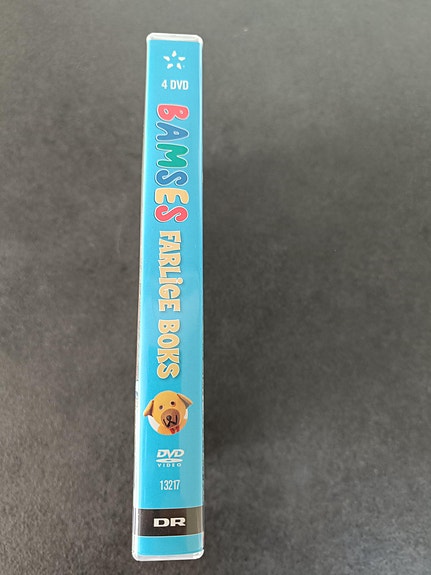 4 DVD
BAMSES FARLIGE BOKS
DVD
VIDEO
13217
DR